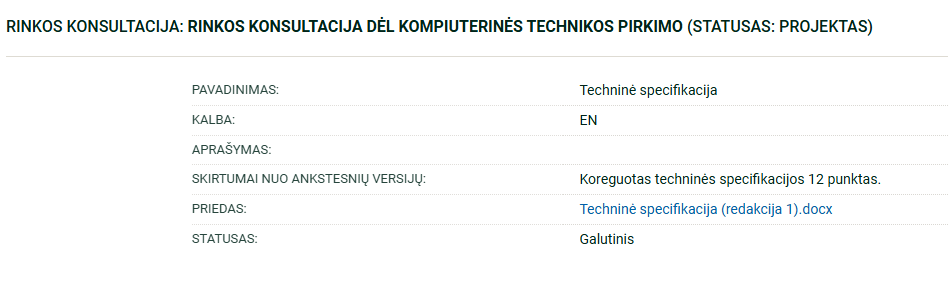 RINKOS KONSULTACIJA: RINKOS KONSULTACIJA DĖL KOMPIUTERINĖS TECHNIKOS PIRKIMO (STATUSAS: PROJEKTAS)
PAVADINIMAS: Techninė specifikacija
KALBA: EN
APRAŠYMAS:
SKIRTUMAI NUO ANKSTESNIŲ VERSIJŲ: Koreguotas techninės specifikacijos 12 punktas.
PRIEDAS: Techninė specifikacija (redakcija 1).docx
STATUSAS: Galutinis